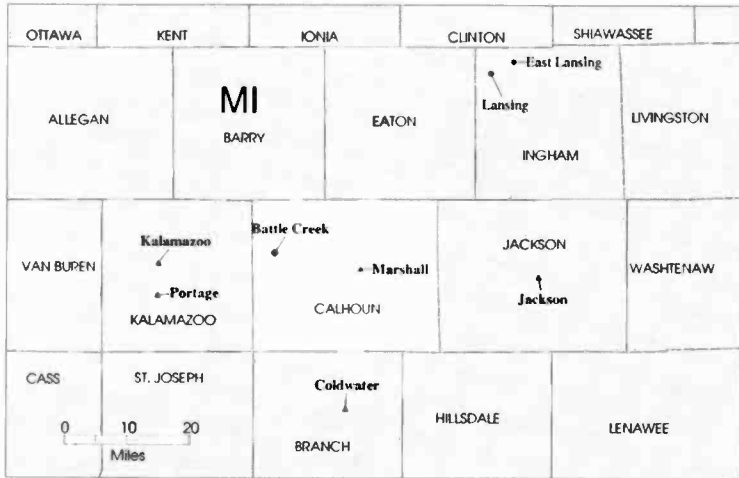 OTTAWA KENT IONIA CLINTON SHIAWASSEE
East Lansing
MI
Lansing
ALLEGAN BARRY EATON INGHAM LIVINGSTON
Battle Creek
Kalamazoo
VAN BUREN JACKSON WASHTENAW
Marshall
Portage Jackson
KALAMAZOO CALHOUN
CASS ST. JOSEPH Coldwater
HILLSDALE LENAWEE
0 10 20
BRANCH
Miles